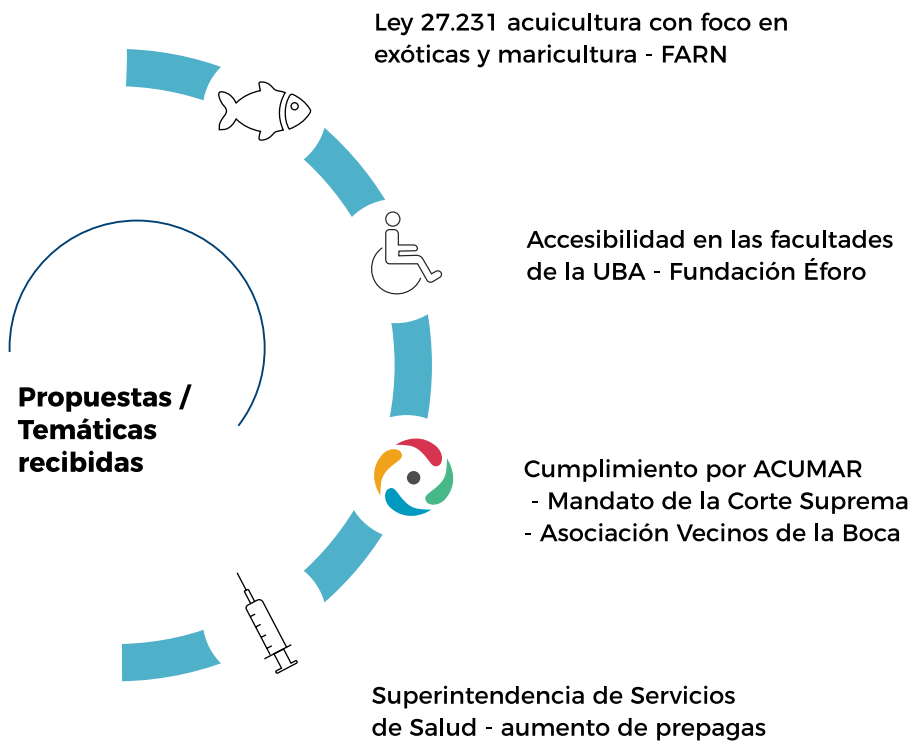 Ley 27.231 acuicultura con foco en
exóticas y maricultura - FARN
Accesibilidad en las facultades
de la UBA - Fundación Éforo
Propuestas /
Temáticas
recibidas
Cumplimiento por ACUMAR
- Mandato de la Corte Suprema
- Asociación Vecinos de la Boca
Superintendencia de Servicios
de Salud - aumento de prepagas